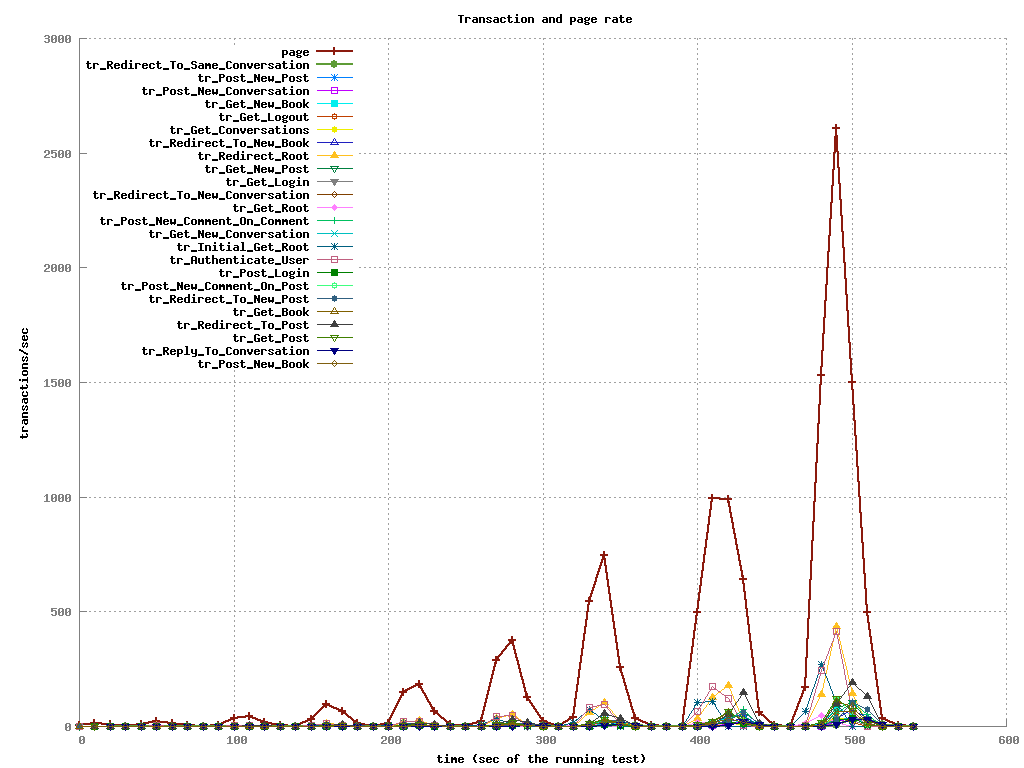 Transaction and page rate
3000
2500
2000
1500
1000
500
0
transactions/sec
page
tr_Redirect_To_Same_Conversation
tr_Post_New_Post
tr_Post_New_Conversation
tr_Get_New_Book
tr_Get_Logout
tr_Get_Conversations
tr_Redirect_To_New_Book
tr_Redirect_Root
tr_Get_New_Post
tr_Get_Login
tr_Redirect_To_New_Conversation
tr_Get_Root
tr_Post_New_Comment_On_Comment
tr_Get_New_Conversation
tr_Initial_Get_Root
tr_Authenticate_User
tr_Post_Login
tr_Post_New_Comment_On_Post
tr_Redirect_To_New_Post
tr_Get_Book
tr_Redirect_To_Post
tr_Get_Post
tr_Reply_To_Conversation
tr_Post_New_Book
0 100 200 300 400 500 600
time (sec of the running test)